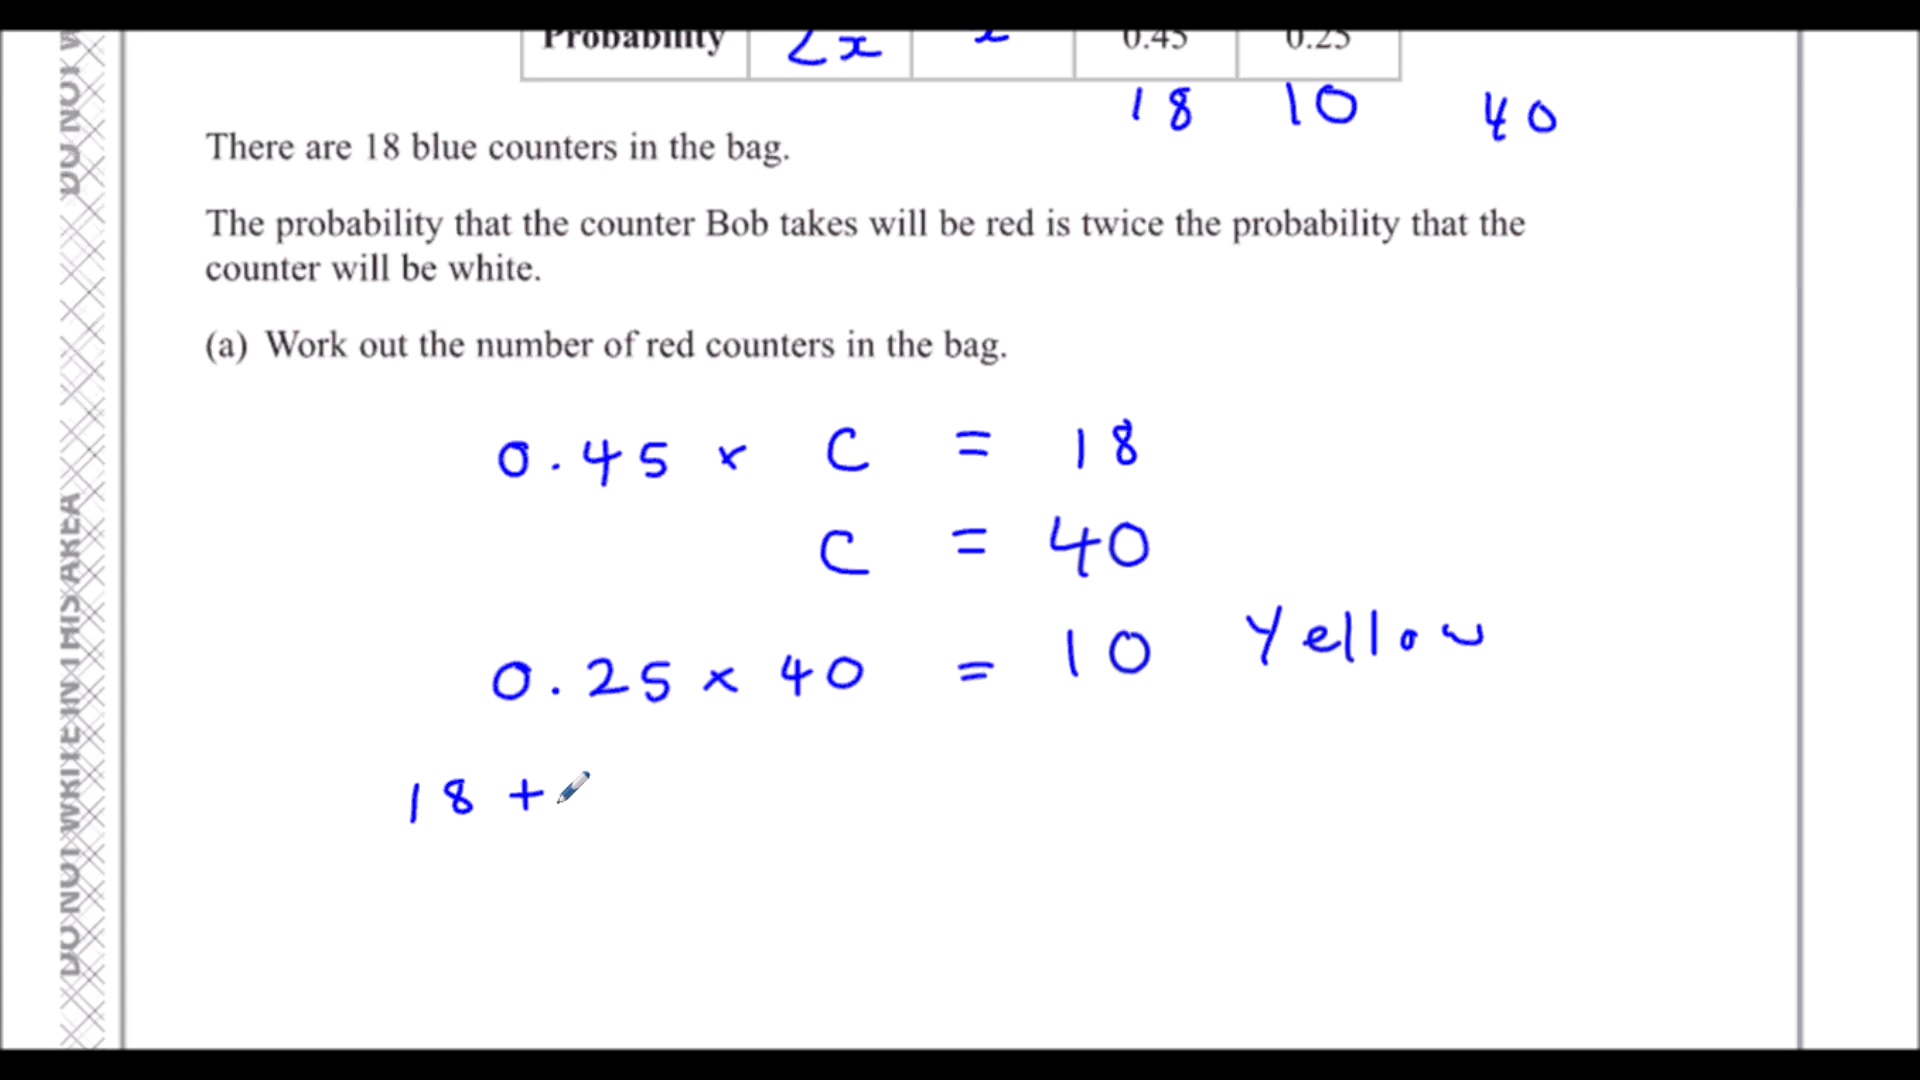 Probability 2x x 0.45 0.25
18 10 40
There are 18 blue counters in the bag.
The probability that the counter Bob takes will be red is twice the probability that the
counter will be white.
(a) Work out the number of red counters in the bag.
0.45 × C = 18
C = 40
0.25 × 40 = 10 Yellow
18 +
DO NOT W
DO NOT WRITE IN THIS AREA